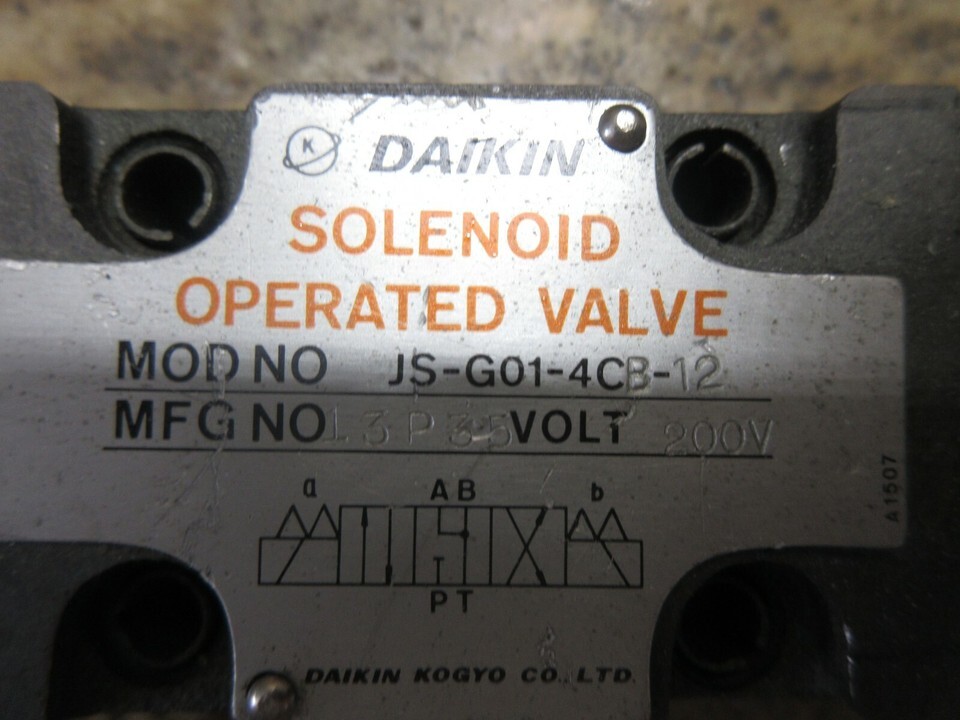 K DAIKIN
SOLENOID
OPERATED VALVE
MOD NO JS-G01-4CB-12
MFG NO 13P35 VOLT 200V
a AB b
T
PT
A1507
DAIKIN KOGYO CO., LTD.